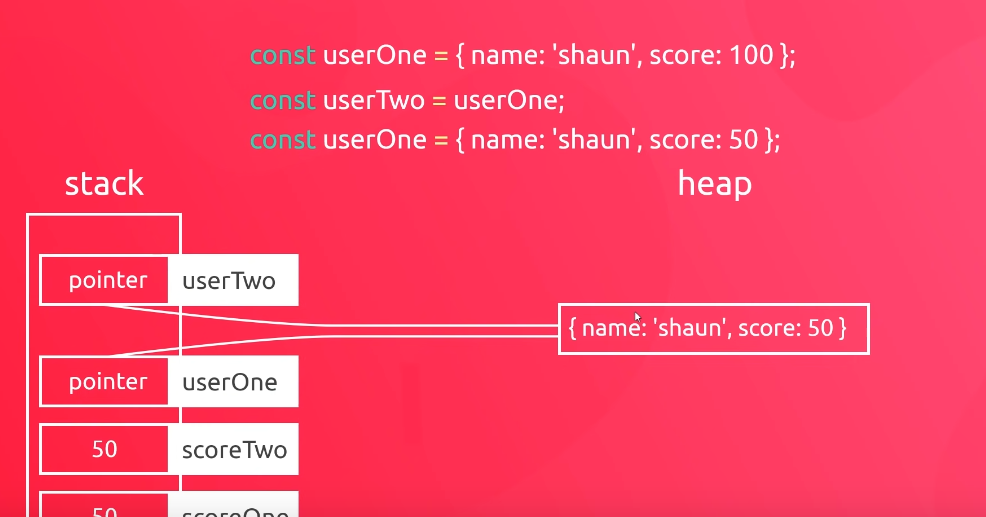 const userOne = { name: 'shaun', score: 100 };
const userTwo = userOne;
const userOne = { name: 'shaun', score: 50 };
stack
heap
pointer userTwo
{ name: 'shaun', score: 50 }
pointer userOne
50 scoreTwo
50 scoreOne